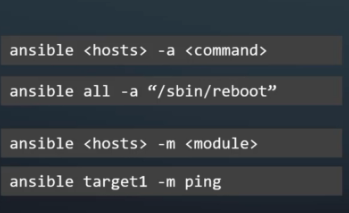 ansible <hosts> -a <command>
ansible all -a “/sbin/reboot”
ansible <hosts> -m <module>
ansible target1 -m ping